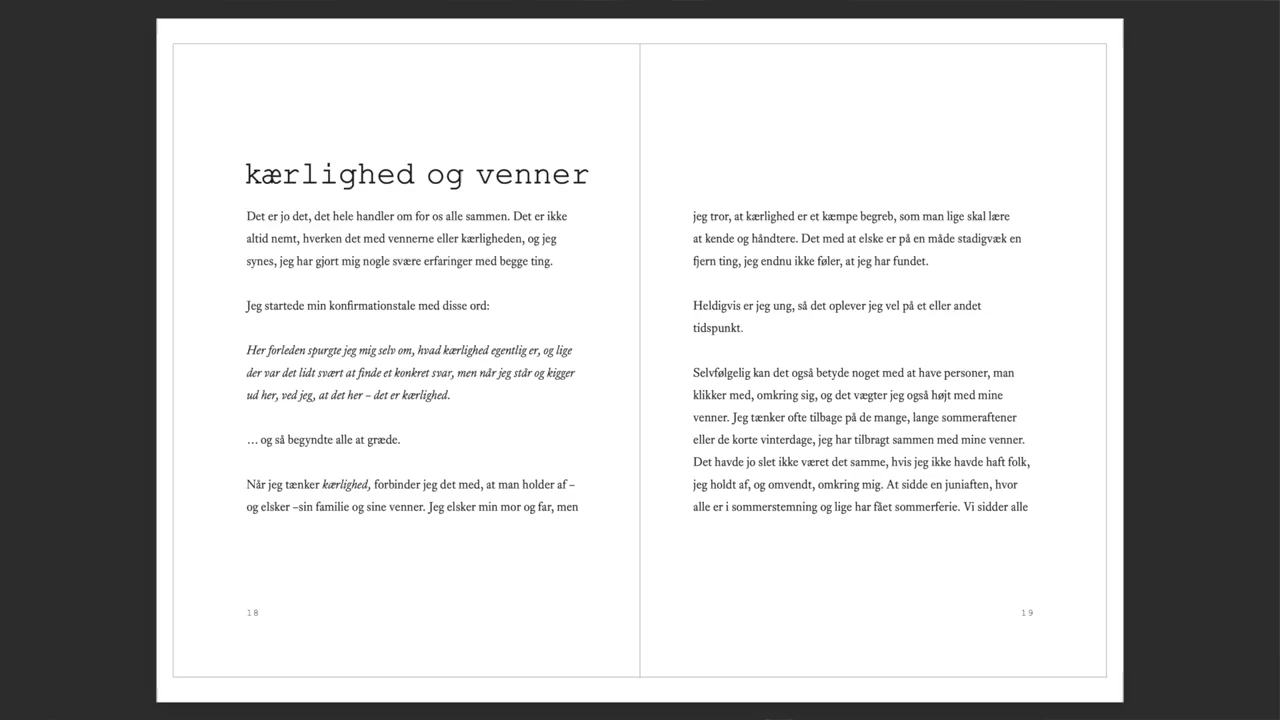 kærlighed og venner
Det er jo det, det hele handler om for os alle sammen. Det er ikke
altid nemt, hverken det med vennerne eller kærligheden, og jeg
synes, jeg har gjort mig nogle svære erfaringer med begge ting.
Jeg startede min konfirmationstale med disse ord:
Her forleden spurgte jeg mig selv om, hvad kærlighed egentlig er, og lige
der var det lidt svært at finde et konkret svar, men når jeg står og kigger
ud her, ved jeg, at det her – det er kærlighed.
… og så begyndte alle at græde.
Når jeg tænker kærlighed, forbinder jeg det med, at man holder af –
og elsker –sin familie og sine venner. Jeg elsker min mor og far, men
18
jeg tror, at kærlighed er et kæmpe begreb, som man lige skal lære
at kende og håndtere. Det med at elske er på en måde stadigvæk en
fjern ting, jeg endnu ikke føler, at jeg har fundet.
Heldigvis er jeg ung, så det oplever jeg vel på et eller andet
tidspunkt.
Selvfølgelig kan det også betyde noget med at have personer, man
klikker med, omkring sig, og det vægter jeg også højt med mine
venner. Jeg tænker ofte tilbage på de mange, lange sommeraftener
eller de korte vinterdage, jeg har tilbragt sammen med mine venner.
Det havde jo slet ikke været det samme, hvis jeg ikke havde haft folk,
jeg holdt af, og omvendt, omkring mig. At sidde en juniaften, hvor
alle er i sommerstemning og lige har fået sommerferie. Vi sidder alle
19